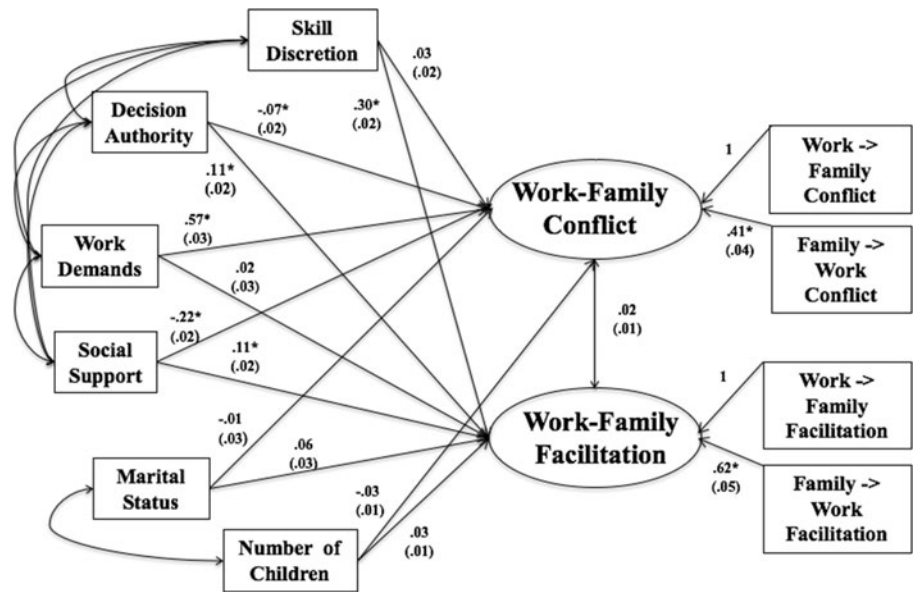 Skill
Discretion
.03
(.02)
.30*
(.02)
Decision
Authority
-.07*
(.02)
.11*
(.02)
Work
Demands
.57*
(.03)
.02
(.03)
Social
Support
-.22*
(.02)
.11*
(.02)
Marital
Status
-.01
(.03)
.06
(.03)
Number of
Children
-.03
(.01)
.03
(.01)
Work-Family
Conflict
.02
(.01)
Work-Family
Facilitation
1
Work ->
Family
Conflict
.41*
(.04)
Family ->
Work
Conflict
1
Work ->
Family
Facilitation
.62*
(.05)
Family ->
Work
Facilitation